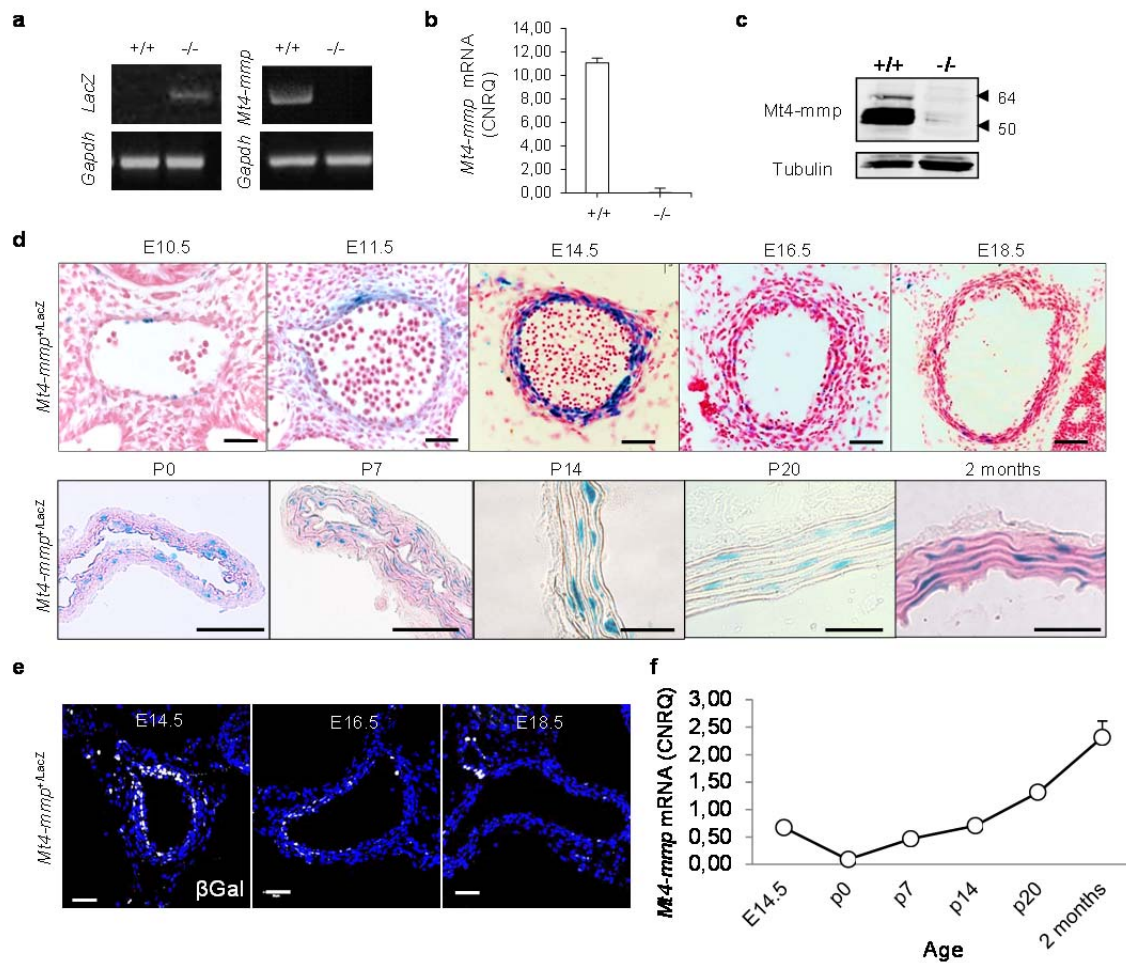 a
+/+ -/-
LacZ
Gapdh
+/+ -/-
Mt4-mmp
Gapdh
b
Mt4-mmp mRNA
(CNRQ)
14,00
12,00
10,00
8,00
6,00
4,00
2,00
0,00
+/+ -/-
c
+/+ -/-
Mt4-mmp
64
50
Tubulin
d
E10.5 E11.5 E14.5 E16.5 E18.5
Mt4-mmp+/LacZ
P0 P7 P14 P20 2 months
Mt4-mmp+/LacZ
e
E14.5 E16.5 E18.5
Mt4-mmp+/LacZ
βGal
f
Mt4-mmp mRNA (CNRQ)
3,00
2,50
2,00
1,50
1,00
0,50
0,00
E14.5 p0 p7 p14 p20 2 months
Age